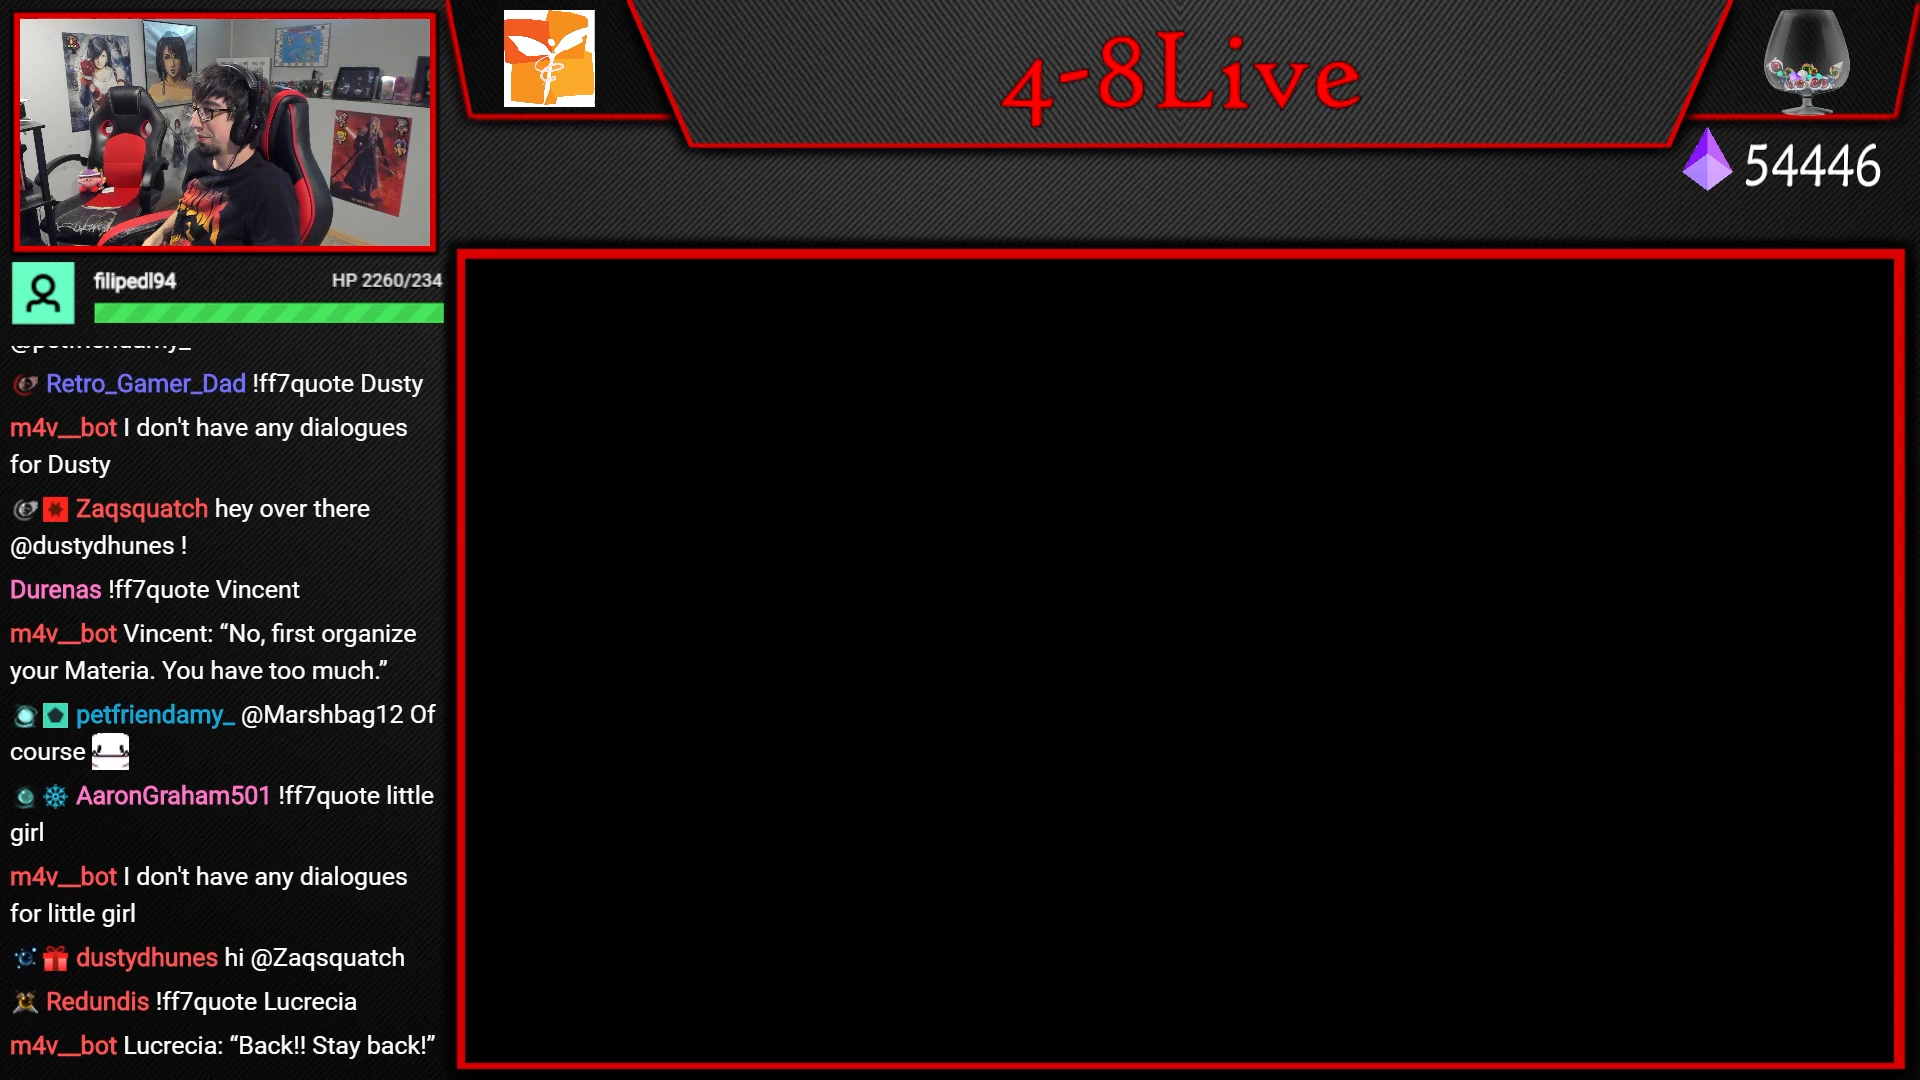 4-8Live
54446
filipedl94 HP 2260/234
@petfriendamy_
Retro_Gamer_Dad !ff7quote Dusty
m4v__bot I don't have any dialogues
for Dusty
Zaqsquatch hey over there
@dustydhunes !
Durenas !ff7quote Vincent
m4v__bot Vincent: “No, first organize
your Materia. You have too much.”
petfriendamy_ @Marshbag12 Of
course
AaronGraham501 !ff7quote little
girl
m4v__bot I don't have any dialogues
for little girl
dustydhunes hi @Zaqsquatch
Redundis !ff7quote Lucrecia
m4v__bot Lucrecia: “Back!! Stay back!”